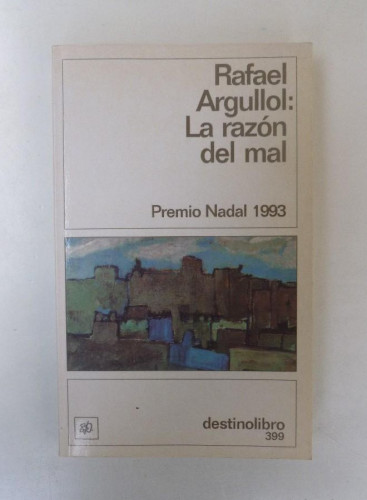 Rafael
Argullol:
La razón
del mal
Premio Nadal 1993
destinolibro
399